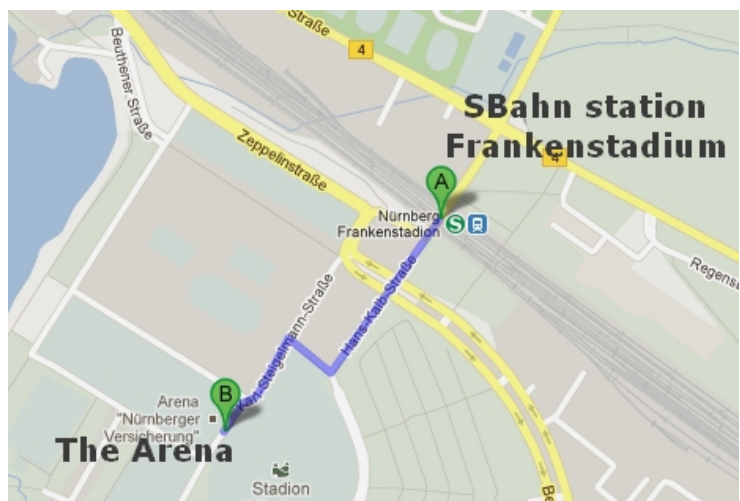 Beuthener Straße
Straße
4
SBahn station
Frankenstadium
4
Zeppelinstraße
A
Nürnberg
Frankenstadion
S
Hans-Kalb-Straße
Karl-Steigelmann-Straße
B
Arena
"Nürnberger
Versicherung"
The Arena
Stadion